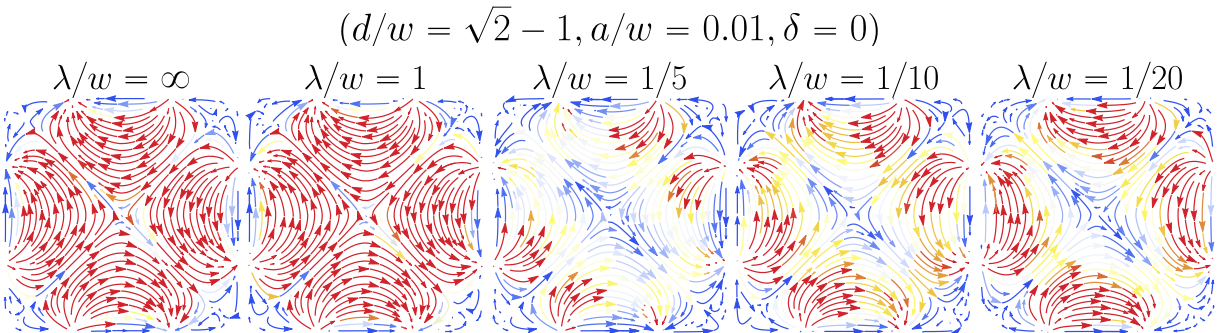 (d/w = √2 − 1, a/w = 0.01, δ = 0)
λ/w = ∞ λ/w = 1 λ/w = 1/5 λ/w = 1/10 λ/w = 1/20